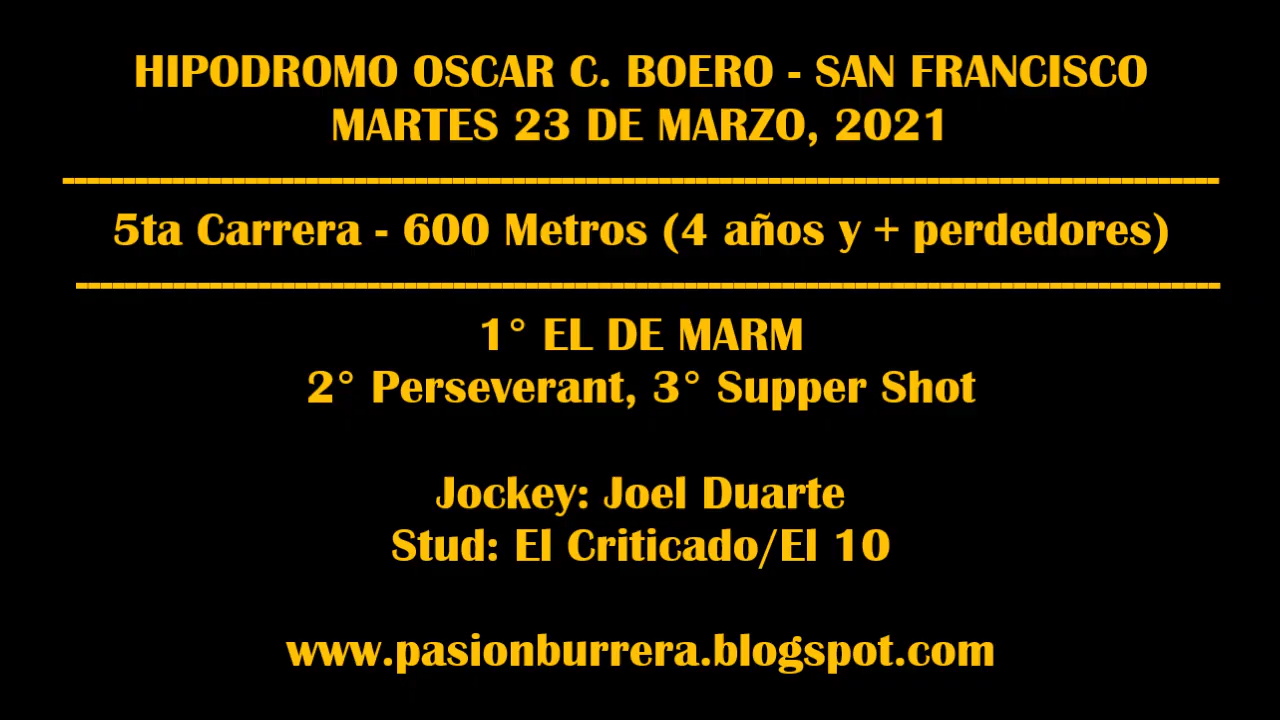 HIPODROMO OSCAR C. BOERO - SAN FRANCISCO
MARTES 23 DE MARZO, 2021
5ta Carrera - 600 Metros (4 años y + perdedores)
1° EL DE MARM
2° Perseverant, 3° Supper Shot
Jockey: Joel Duarte
Stud: El Criticado/El 10
www.pasionburrera.blogspot.com